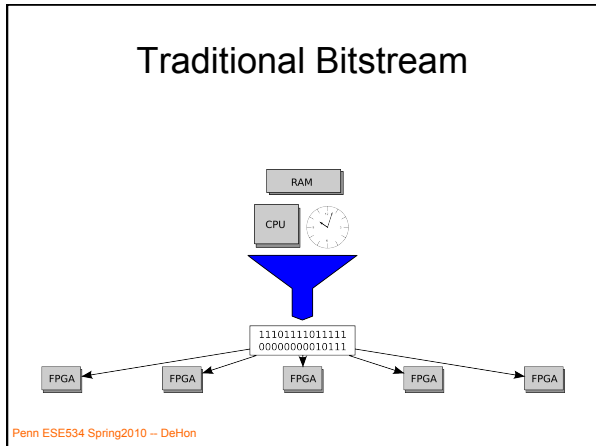 Traditional Bitstream
RAM
CPU
11101111011111
00000000010111
FPGA
FPGA
FPGA
FPGA
FPGA
Penn ESE534 Spring2010 -- DeHon